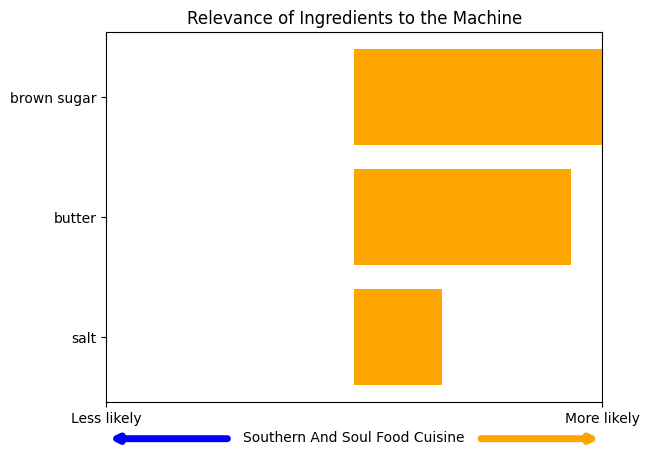 Relevance of Ingredients to the Machine
brown sugar
butter
salt
Less likely
More likely
Southern And Soul Food Cuisine